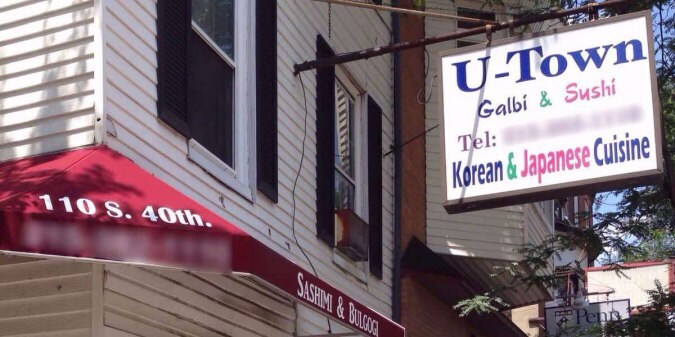 U-Town
Galbi & Sushi
Tel:
Korean & Japanese Cuisine
110 S. 40th.
SASHIMI & BULGOGI
Penn